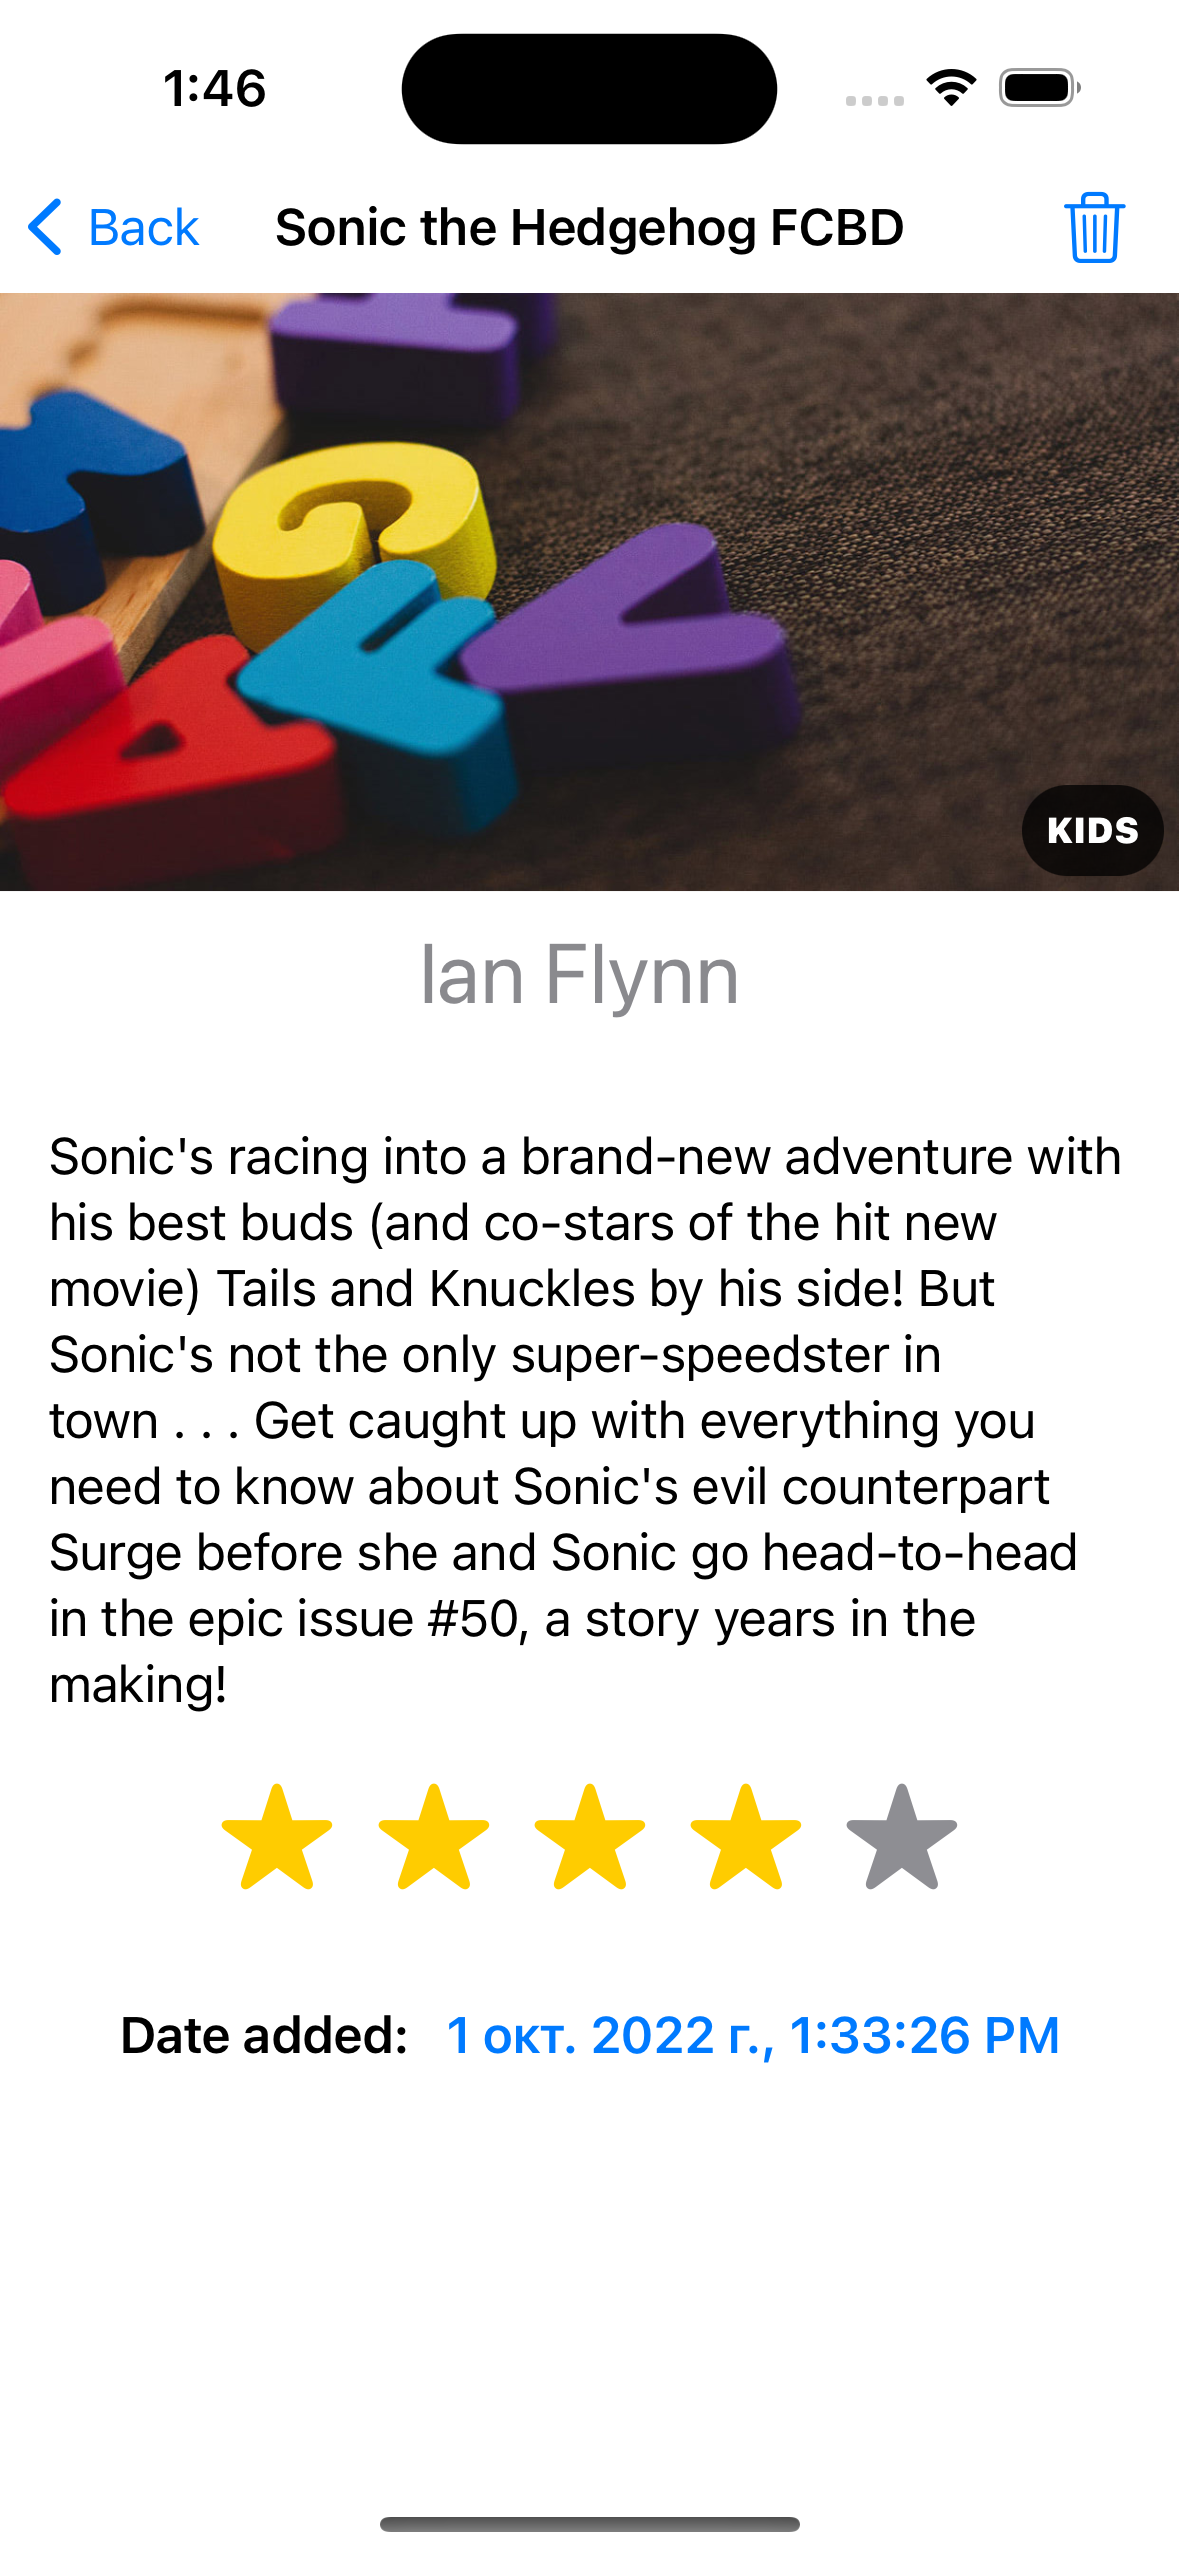 1:46
Back
Sonic the Hedgehog FCBD
KIDS
Ian Flynn
Sonic's racing into a brand-new adventure with
his best buds (and co-stars of the hit new
movie) Tails and Knuckles by his side! But
Sonic's not the only super-speedster in
town . . . Get caught up with everything you
need to know about Sonic's evil counterpart
Surge before she and Sonic go head-to-head
in the epic issue #50, a story years in the
making!
Date added: 1 окт. 2022 г., 1:33:26 PM